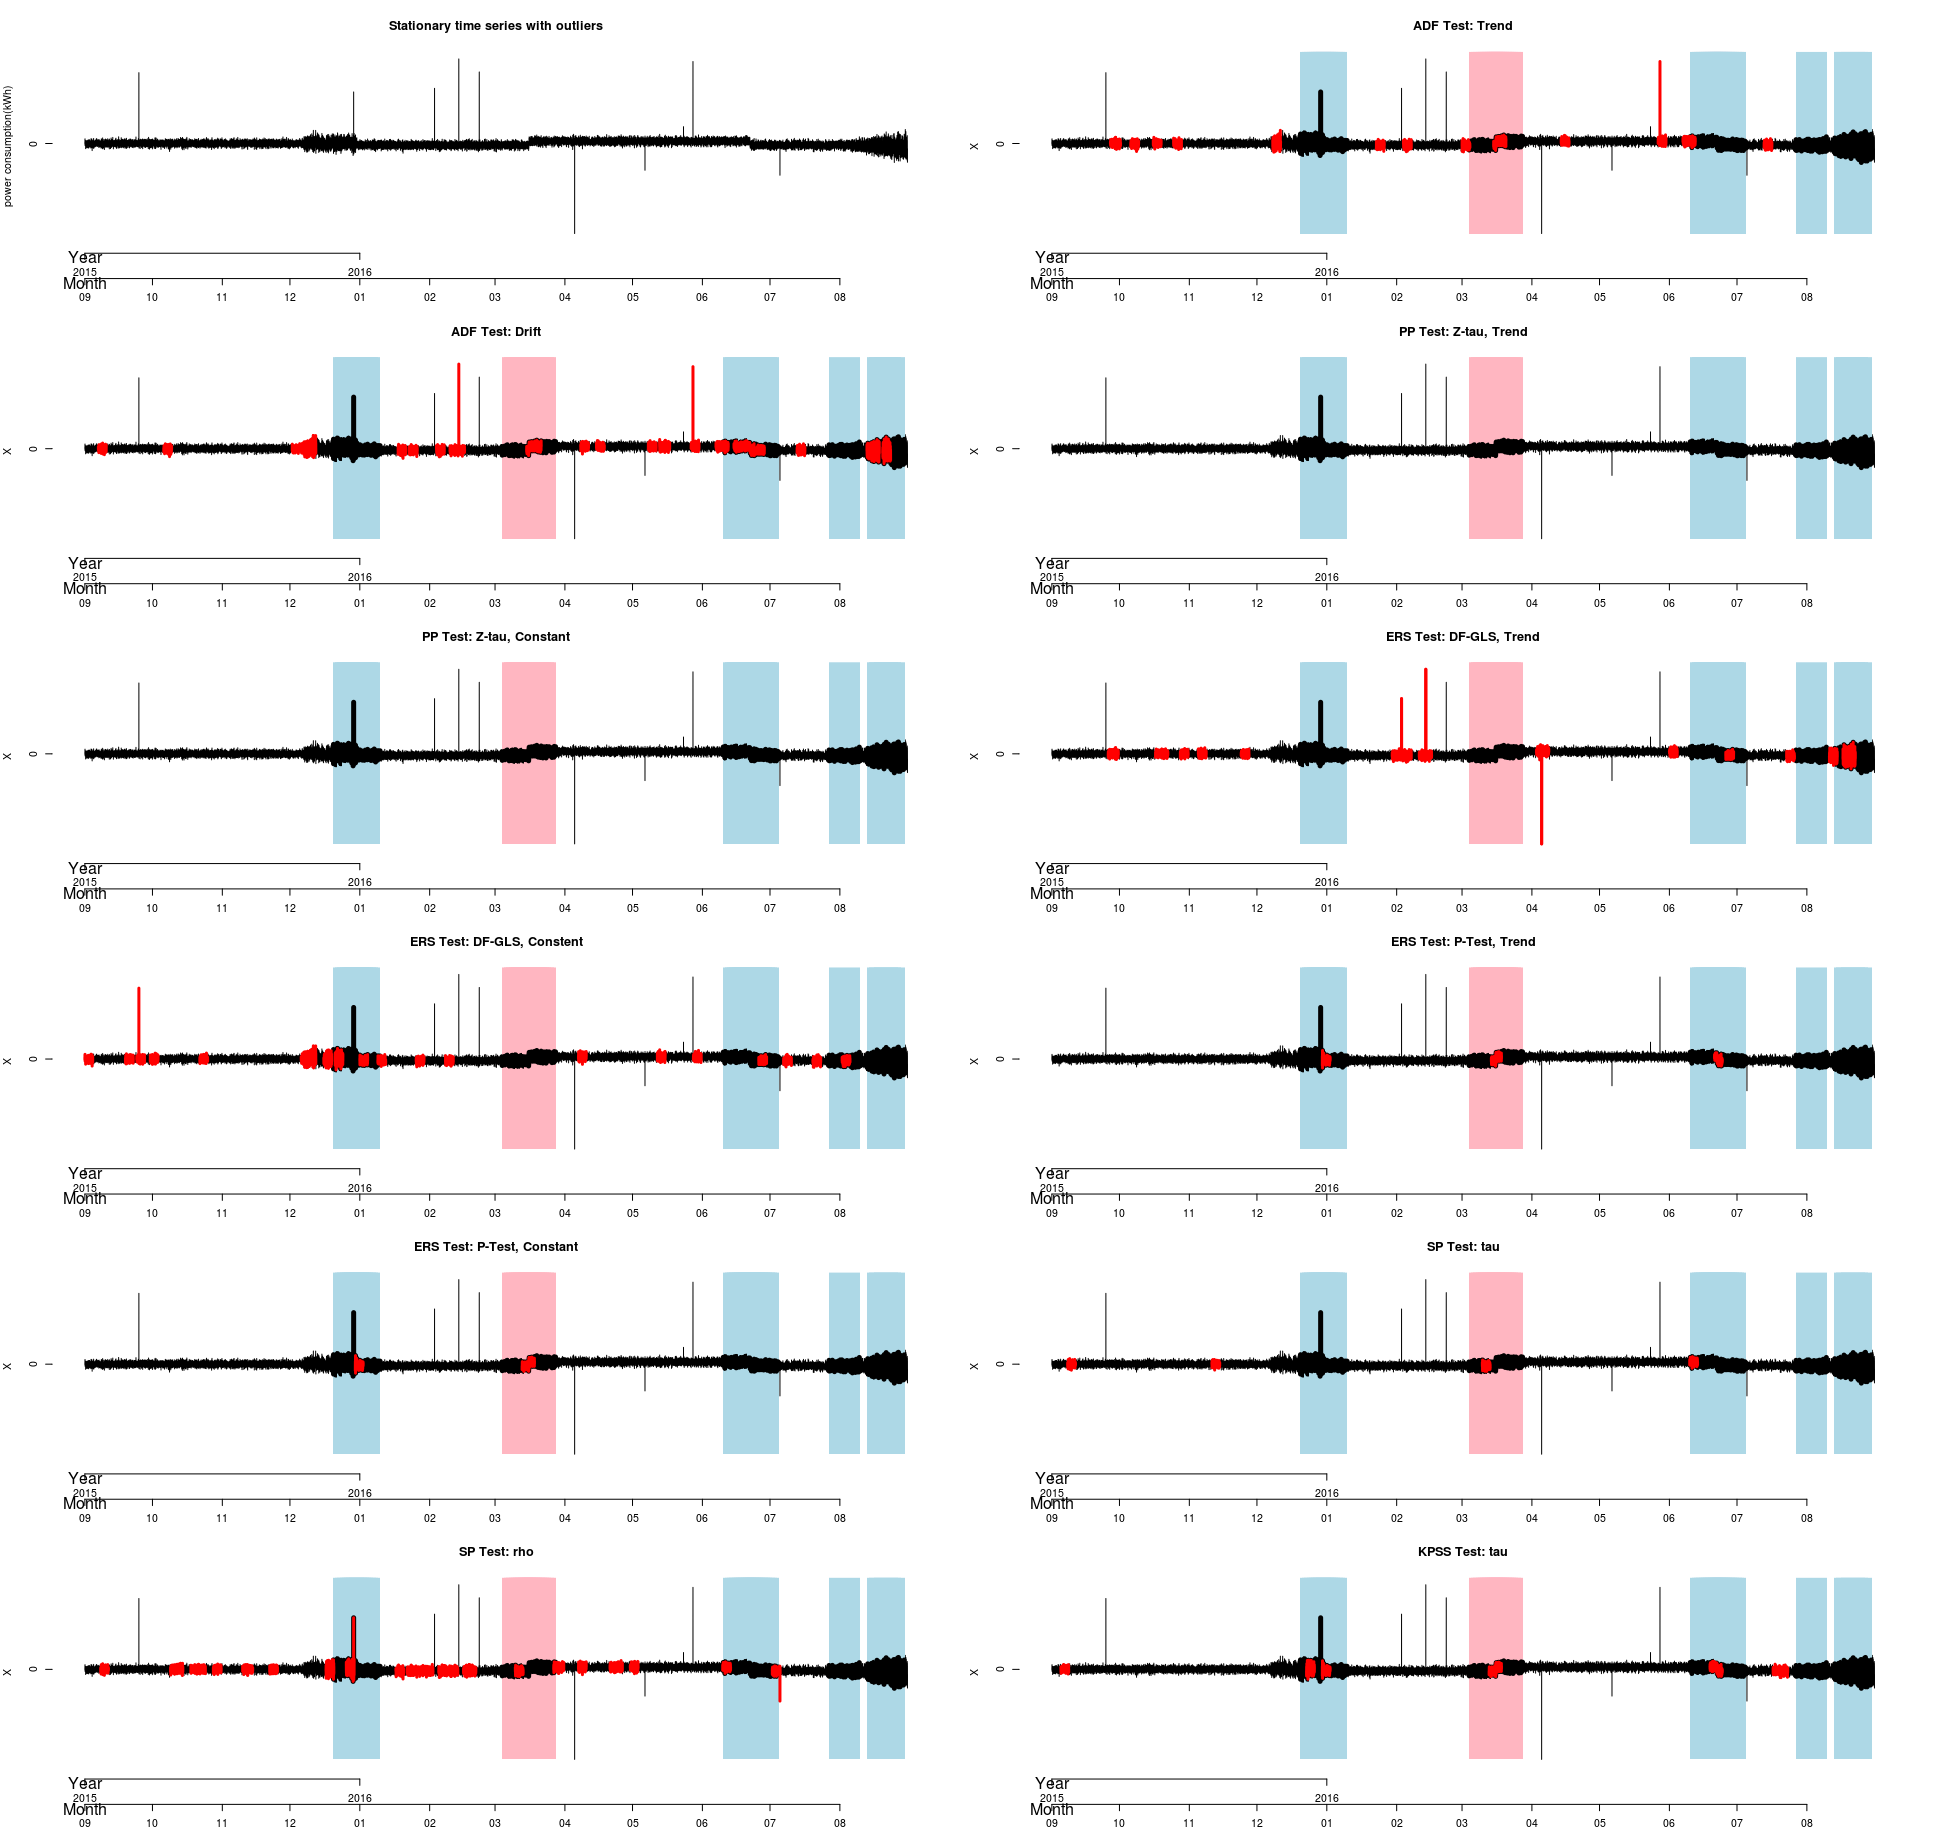 Stationary time series with outliers
power consumption(kWh)
0
Year
2015 2016
Month
09 10 11 12 01 02 03 04 05 06 07 08
ADF Test: Trend
X
0
Year
2015 2016
Month
09 10 11 12 01 02 03 04 05 06 07 08
ADF Test: Drift
X
0
Year
2015 2016
Month
09 10 11 12 01 02 03 04 05 06 07 08
PP Test: Z-tau, Trend
X
0
Year
2015 2016
Month
09 10 11 12 01 02 03 04 05 06 07 08
PP Test: Z-tau, Constant
X
0
Year
2015 2016
Month
09 10 11 12 01 02 03 04 05 06 07 08
ERS Test: DF-GLS, Trend
X
0
Year
2015 2016
Month
09 10 11 12 01 02 03 04 05 06 07 08
ERS Test: DF-GLS, Constent
X
0
Year
2015 2016
Month
09 10 11 12 01 02 03 04 05 06 07 08
ERS Test: P-Test, Trend
X
0
Year
2015 2016
Month
09 10 11 12 01 02 03 04 05 06 07 08
ERS Test: P-Test, Constant
X
0
Year
2015 2016
Month
09 10 11 12 01 02 03 04 05 06 07 08
SP Test: tau
X
0
Year
2015 2016
Month
09 10 11 12 01 02 03 04 05 06 07 08
SP Test: rho
X
0
Year
2015 2016
Month
09 10 11 12 01 02 03 04 05 06 07 08
KPSS Test: tau
X
0
Year
2015 2016
Month
09 10 11 12 01 02 03 04 05 06 07 08